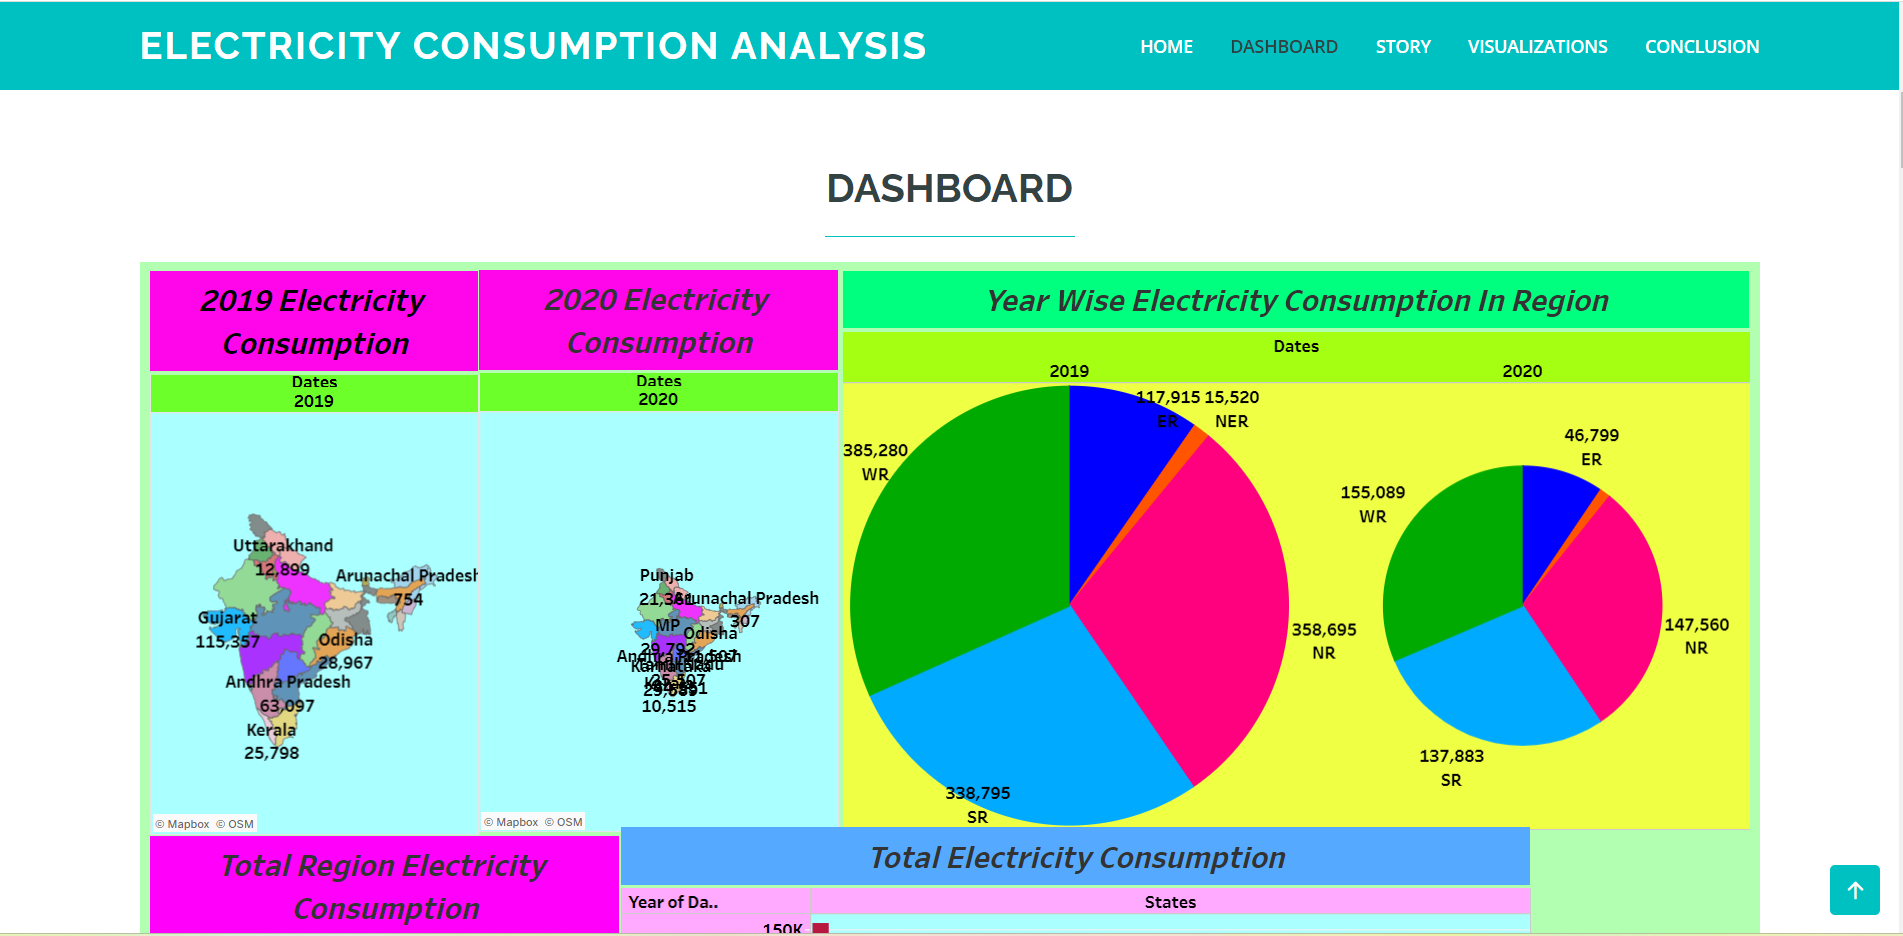 ELECTRICITY CONSUMPTION ANALYSIS
HOME DASHBOARD STORY VISUALIZATIONS CONCLUSION
DASHBOARD
2019 Electricity
Consumption
Dates
2019
Uttarakhand
12,899
Arunachal Pradesh
754
Gujarat
115,357
Odisha
28,967
Andhra Pradesh
63,097
Kerala
25,798
© Mapbox © OSM
2020 Electricity
Consumption
Dates
2020
Punjab
21,361
Arunachal Pradesh
307
MP
29,792
Odisha
Andhra Pradesh
Karnataka
Kerala
10,515
© Mapbox © OSM
Year Wise Electricity Consumption In Region
Dates
2019
2020
117,915
ER
15,520
NER
385,280
WR
358,695
NR
338,795
SR
46,799
ER
155,089
WR
147,560
NR
137,883
SR
Total Region Electricity
Consumption
Total Electricity Consumption
Year of Da..
States
150K